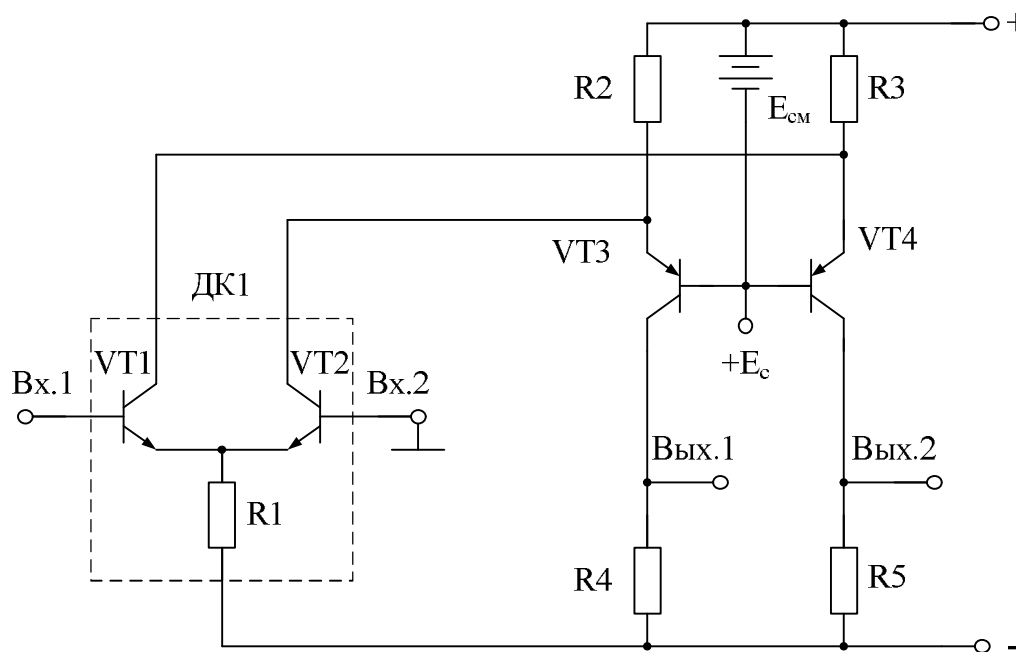 +
R2
R3
Eсм
VT3
VT4
ДК1
+Eс
VT1
VT2
Вх.1
Вх.2
Вых.1
Вых.2
R1
R4
R5
-